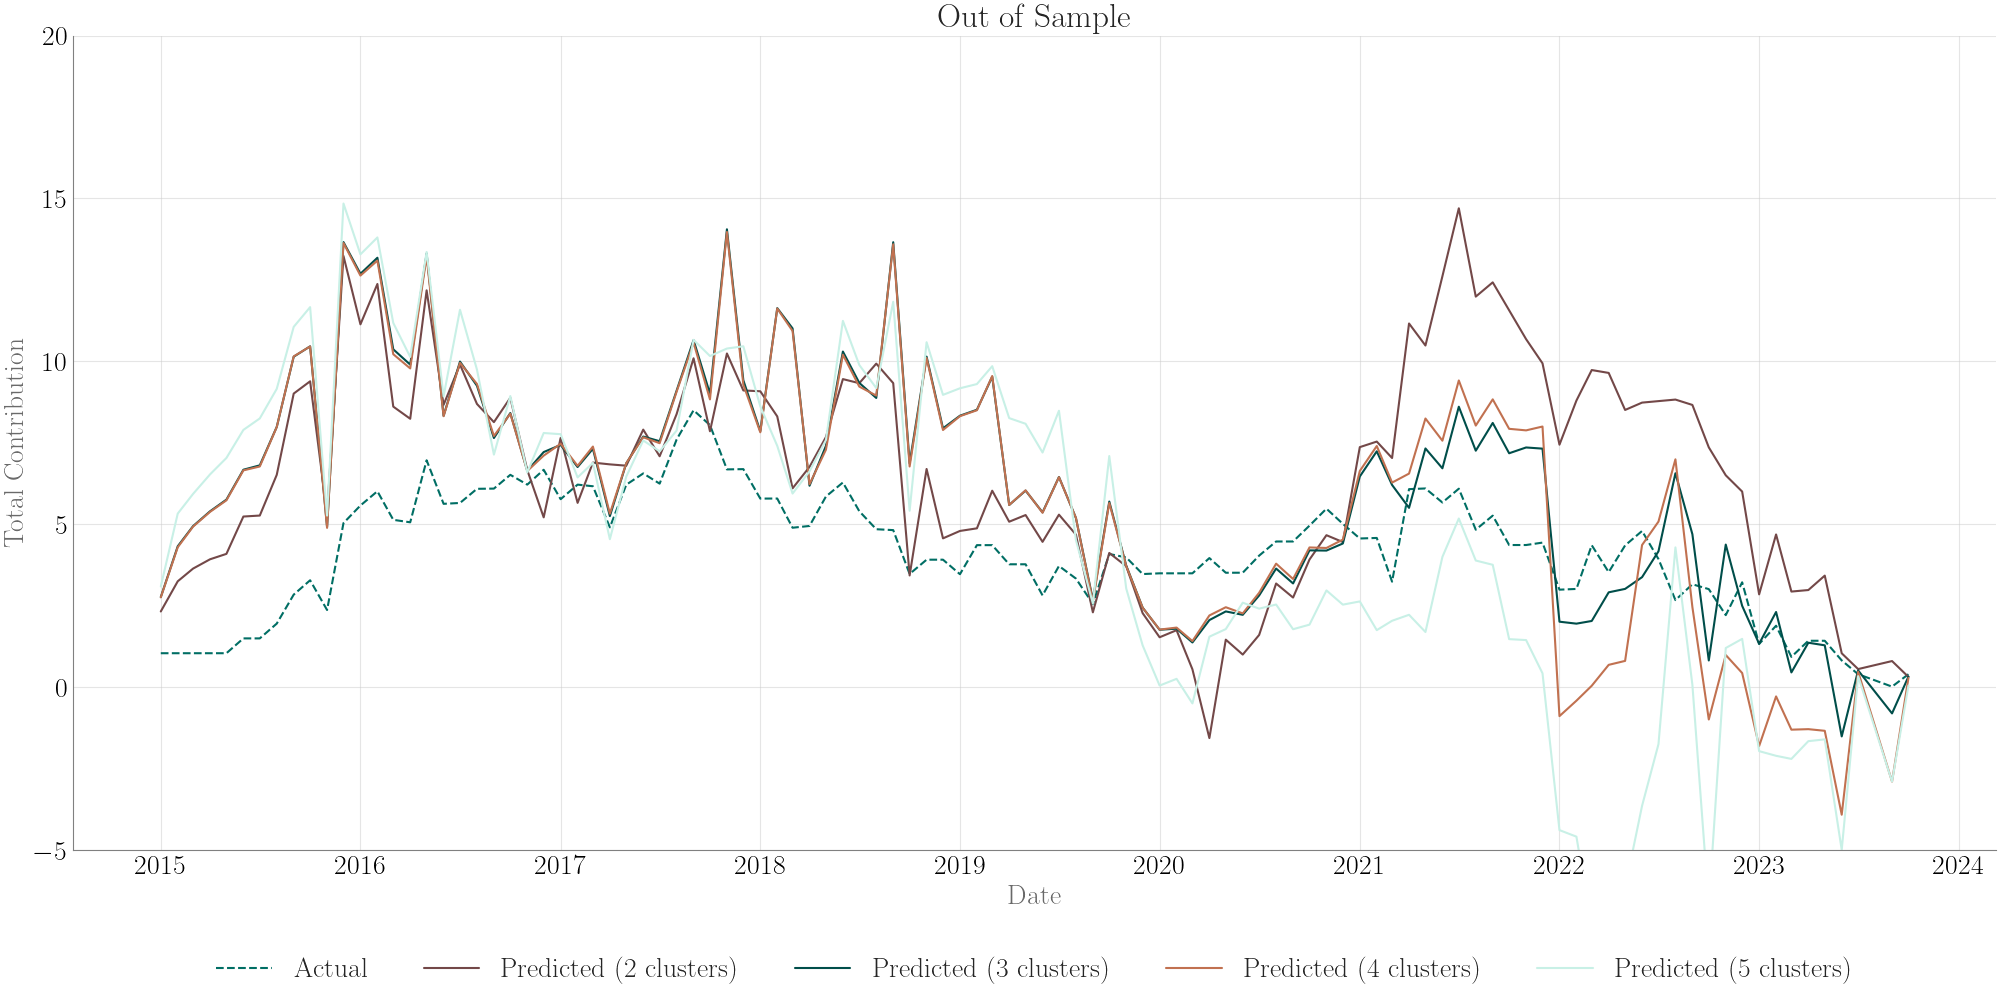 Out of Sample
20
15
10
5
0
−5
Total Contribution
2015 2016 2017 2018 2019 2020 2021 2022 2023 2024
Date
Actual Predicted (2 clusters) Predicted (3 clusters) Predicted (4 clusters) Predicted (5 clusters)